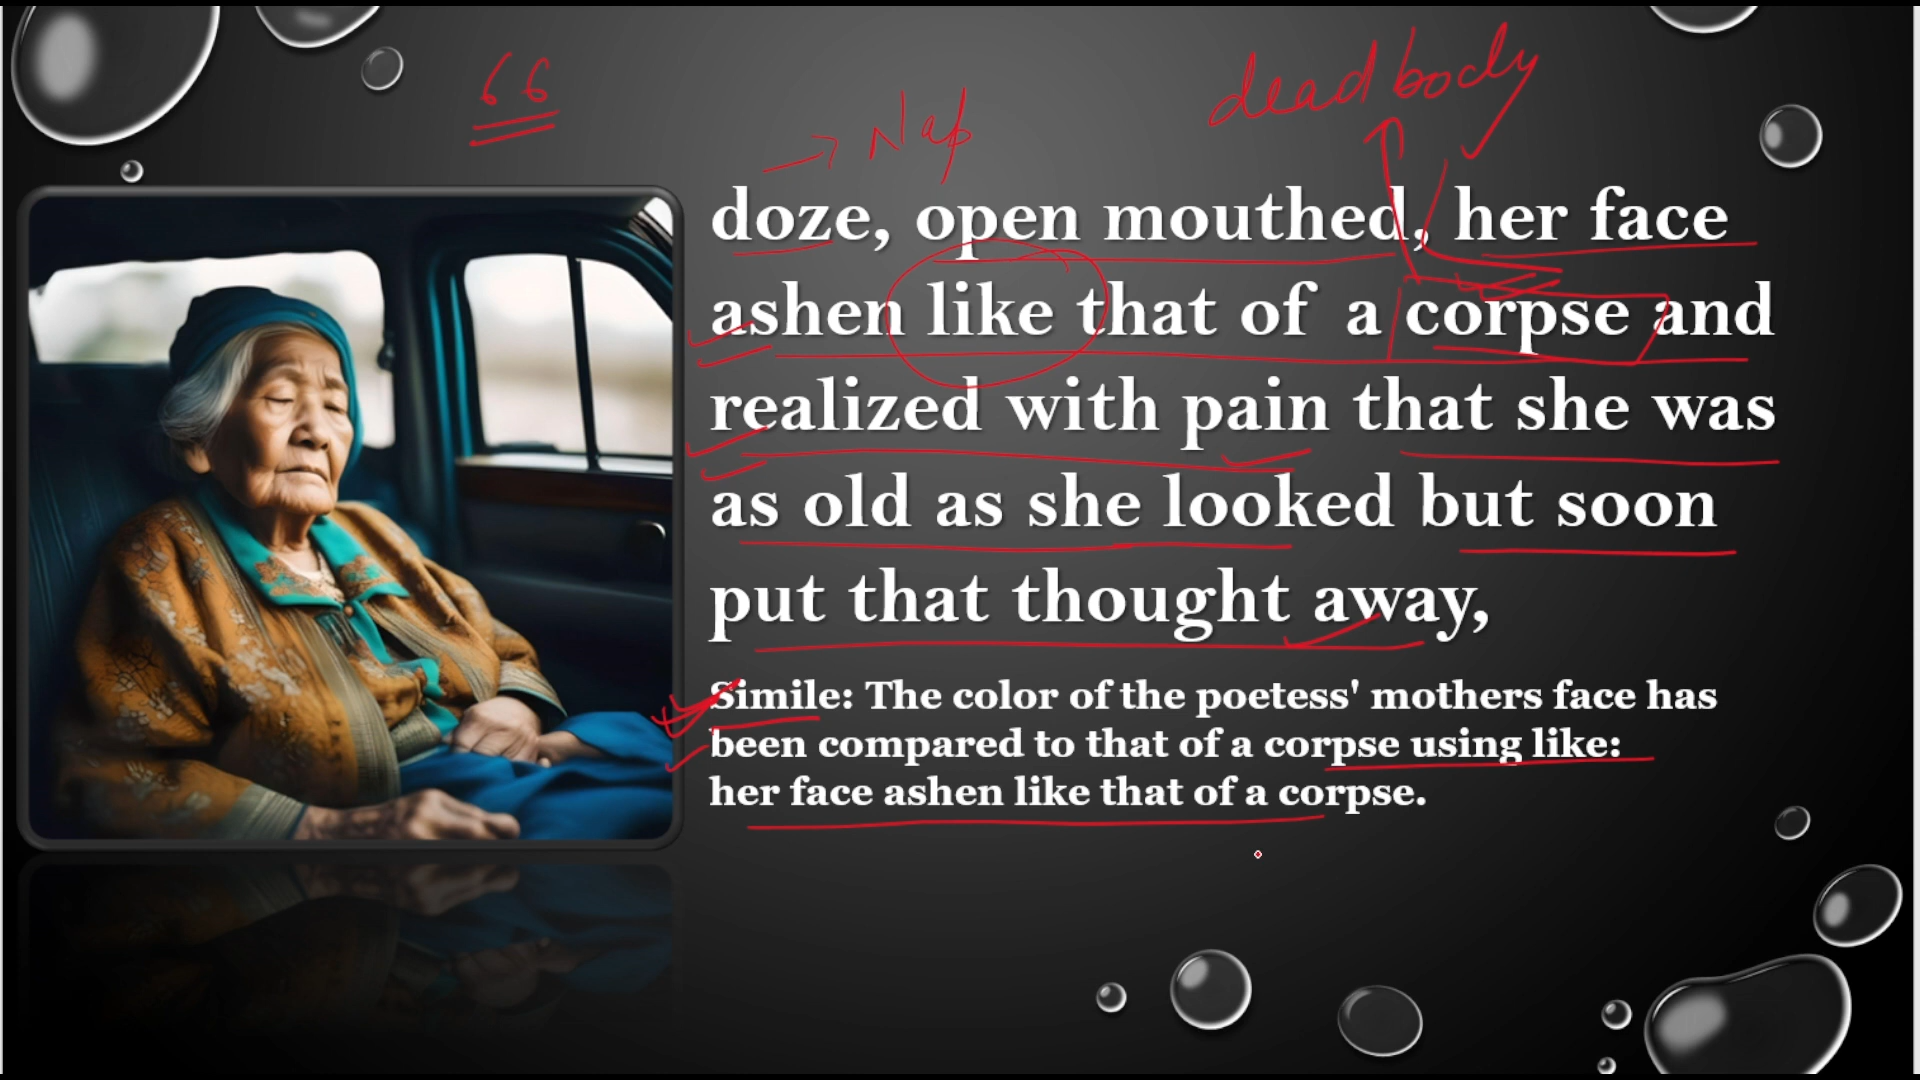 66
dead body
→ Nap
doze, open mouthed, her face
ashen like that of a corpse and
realized with pain that she was
as old as she looked but soon
put that thought away,
Simile: The color of the poetess' mothers face has
been compared to that of a corpse using like:
her face ashen like that of a corpse.